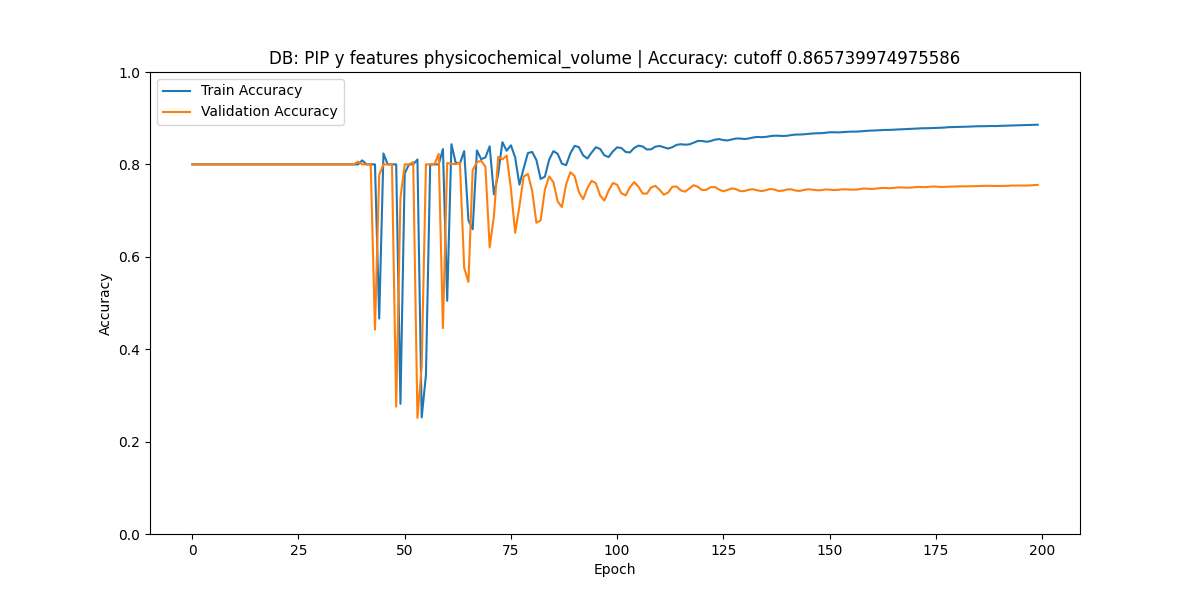 DB: PIP y features physicochemical_volume | Accuracy: cutoff 0.865739974975586
Train Accuracy
Validation Accuracy
1.0
0.8
0.6
0.4
0.2
0.0
Accuracy
0 25 50 75 100 125 150 175 200
Epoch